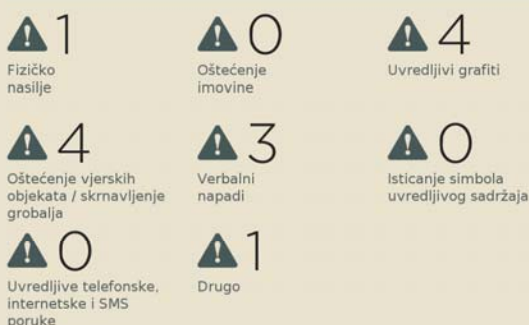 1
Fizičko
nasilje
0
Oštećenje
imovine
4
Uvredljivi grafiti
4
Oštećenje vjerskih
objekata / skrnavljenje
grobalja
3
Verbalni
napadi
0
Isticanje simbola
uvredljivog sadržaja
0
Uvredljive telefonske,
internetske i SMS
poruke
1
Drugo